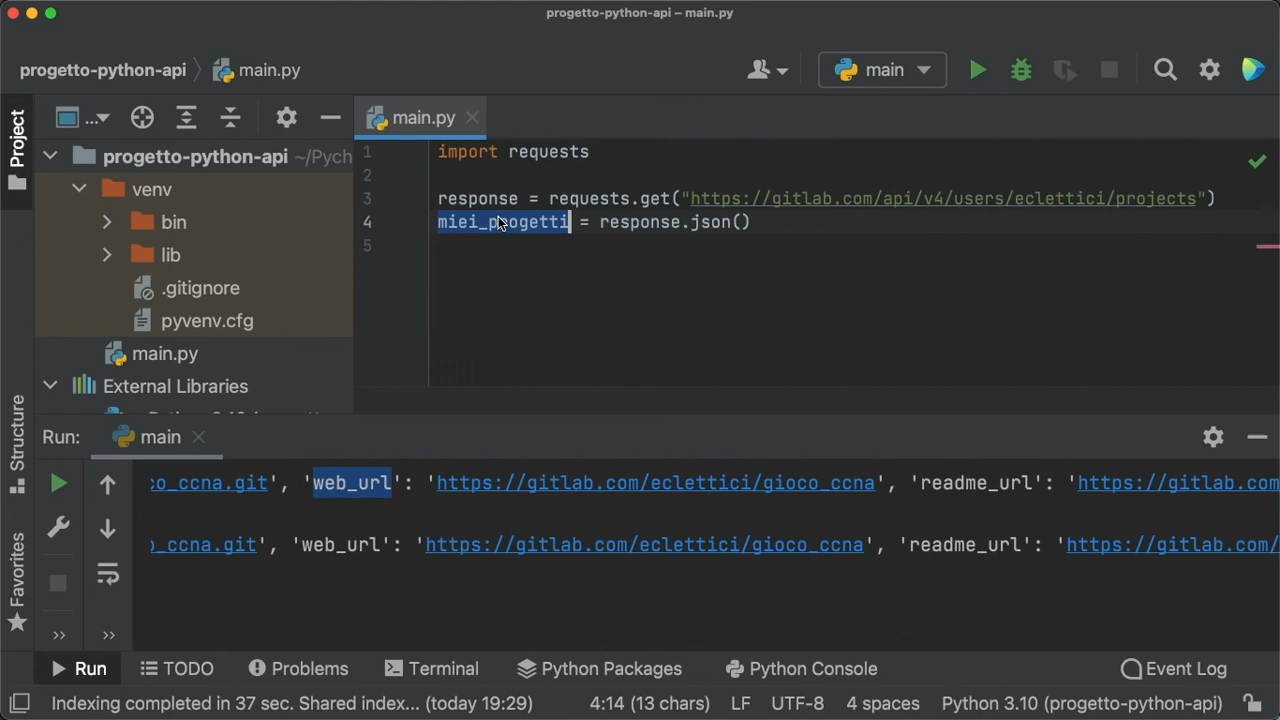 progetto-python-api – main.py
progetto-python-api
main.py
main
Project
...
main.py
progetto-python-api ~/Pych
venv
bin
lib
.gitignore
pyvenv.cfg
main.py
External Libraries
1 import requests
2
3 response = requests.get("https://gitlab.com/api/v4/users/eclettici/projects")
4 miei_progetti = response.json()
5
Structure
Favorites
Run: main
co_ccna.git', 'web_url': 'https://gitlab.com/eclettici/gioco_ccna', 'readme_url': 'https://gitlab.com
_ccna.git', 'web_url': 'https://gitlab.com/eclettici/gioco_ccna', 'readme_url': 'https://gitlab.com/
Run
TODO
Problems
Terminal
Python Packages
Python Console
Event Log
Indexing completed in 37 sec. Shared index... (today 19:29)
4:14 (13 chars)
LF
UTF-8
4 spaces
Python 3.10 (progetto-python-api)